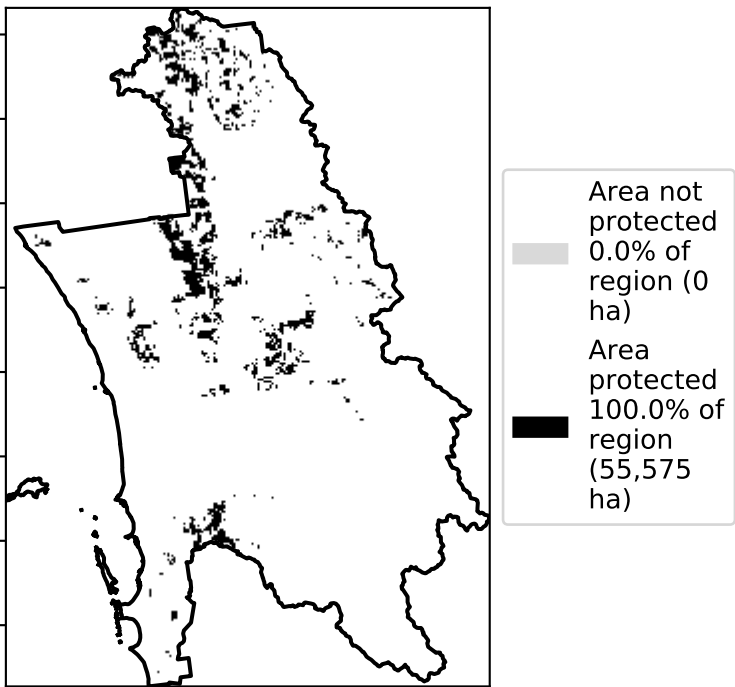 Area not
protected
0.0% of
region (0
ha)
Area
protected
100.0% of
region
(55,575
ha)